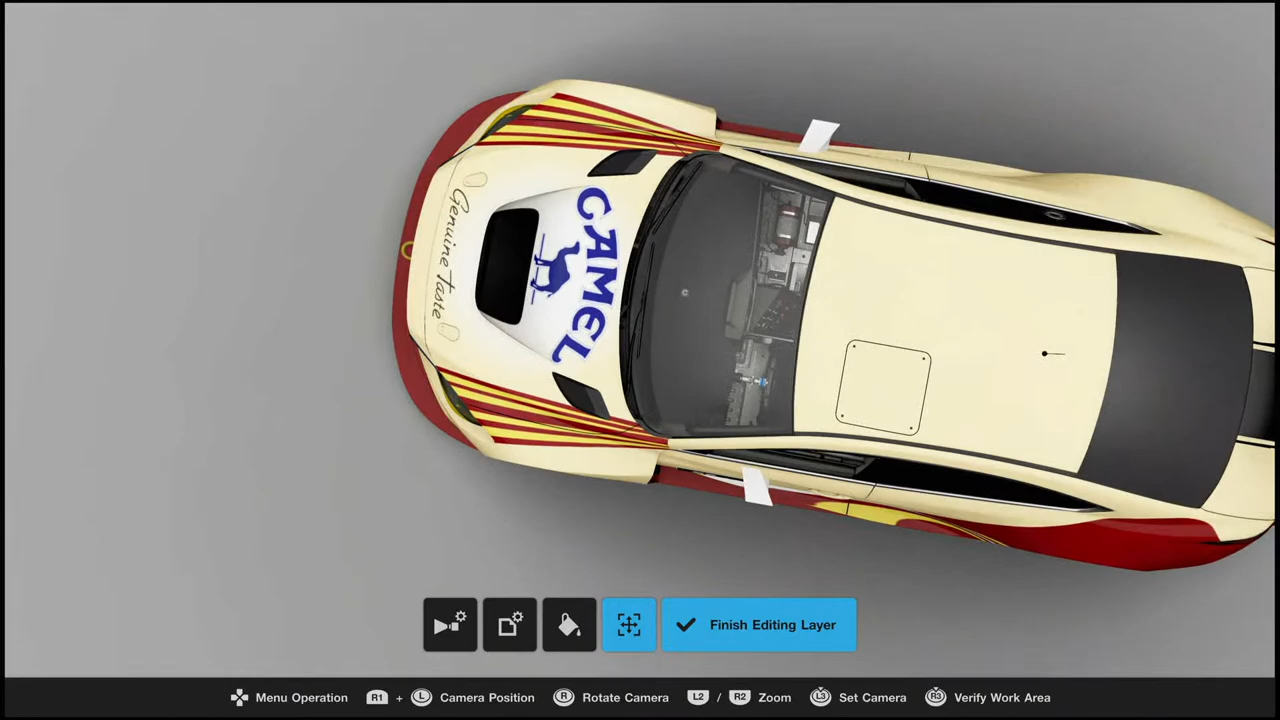 Genuine Taste
CAMEL
Finish Editing Layer
Menu Operation R1 + L Camera Position R Rotate Camera L2 / R2 Zoom L3 Set Camera R3 Verify Work Area